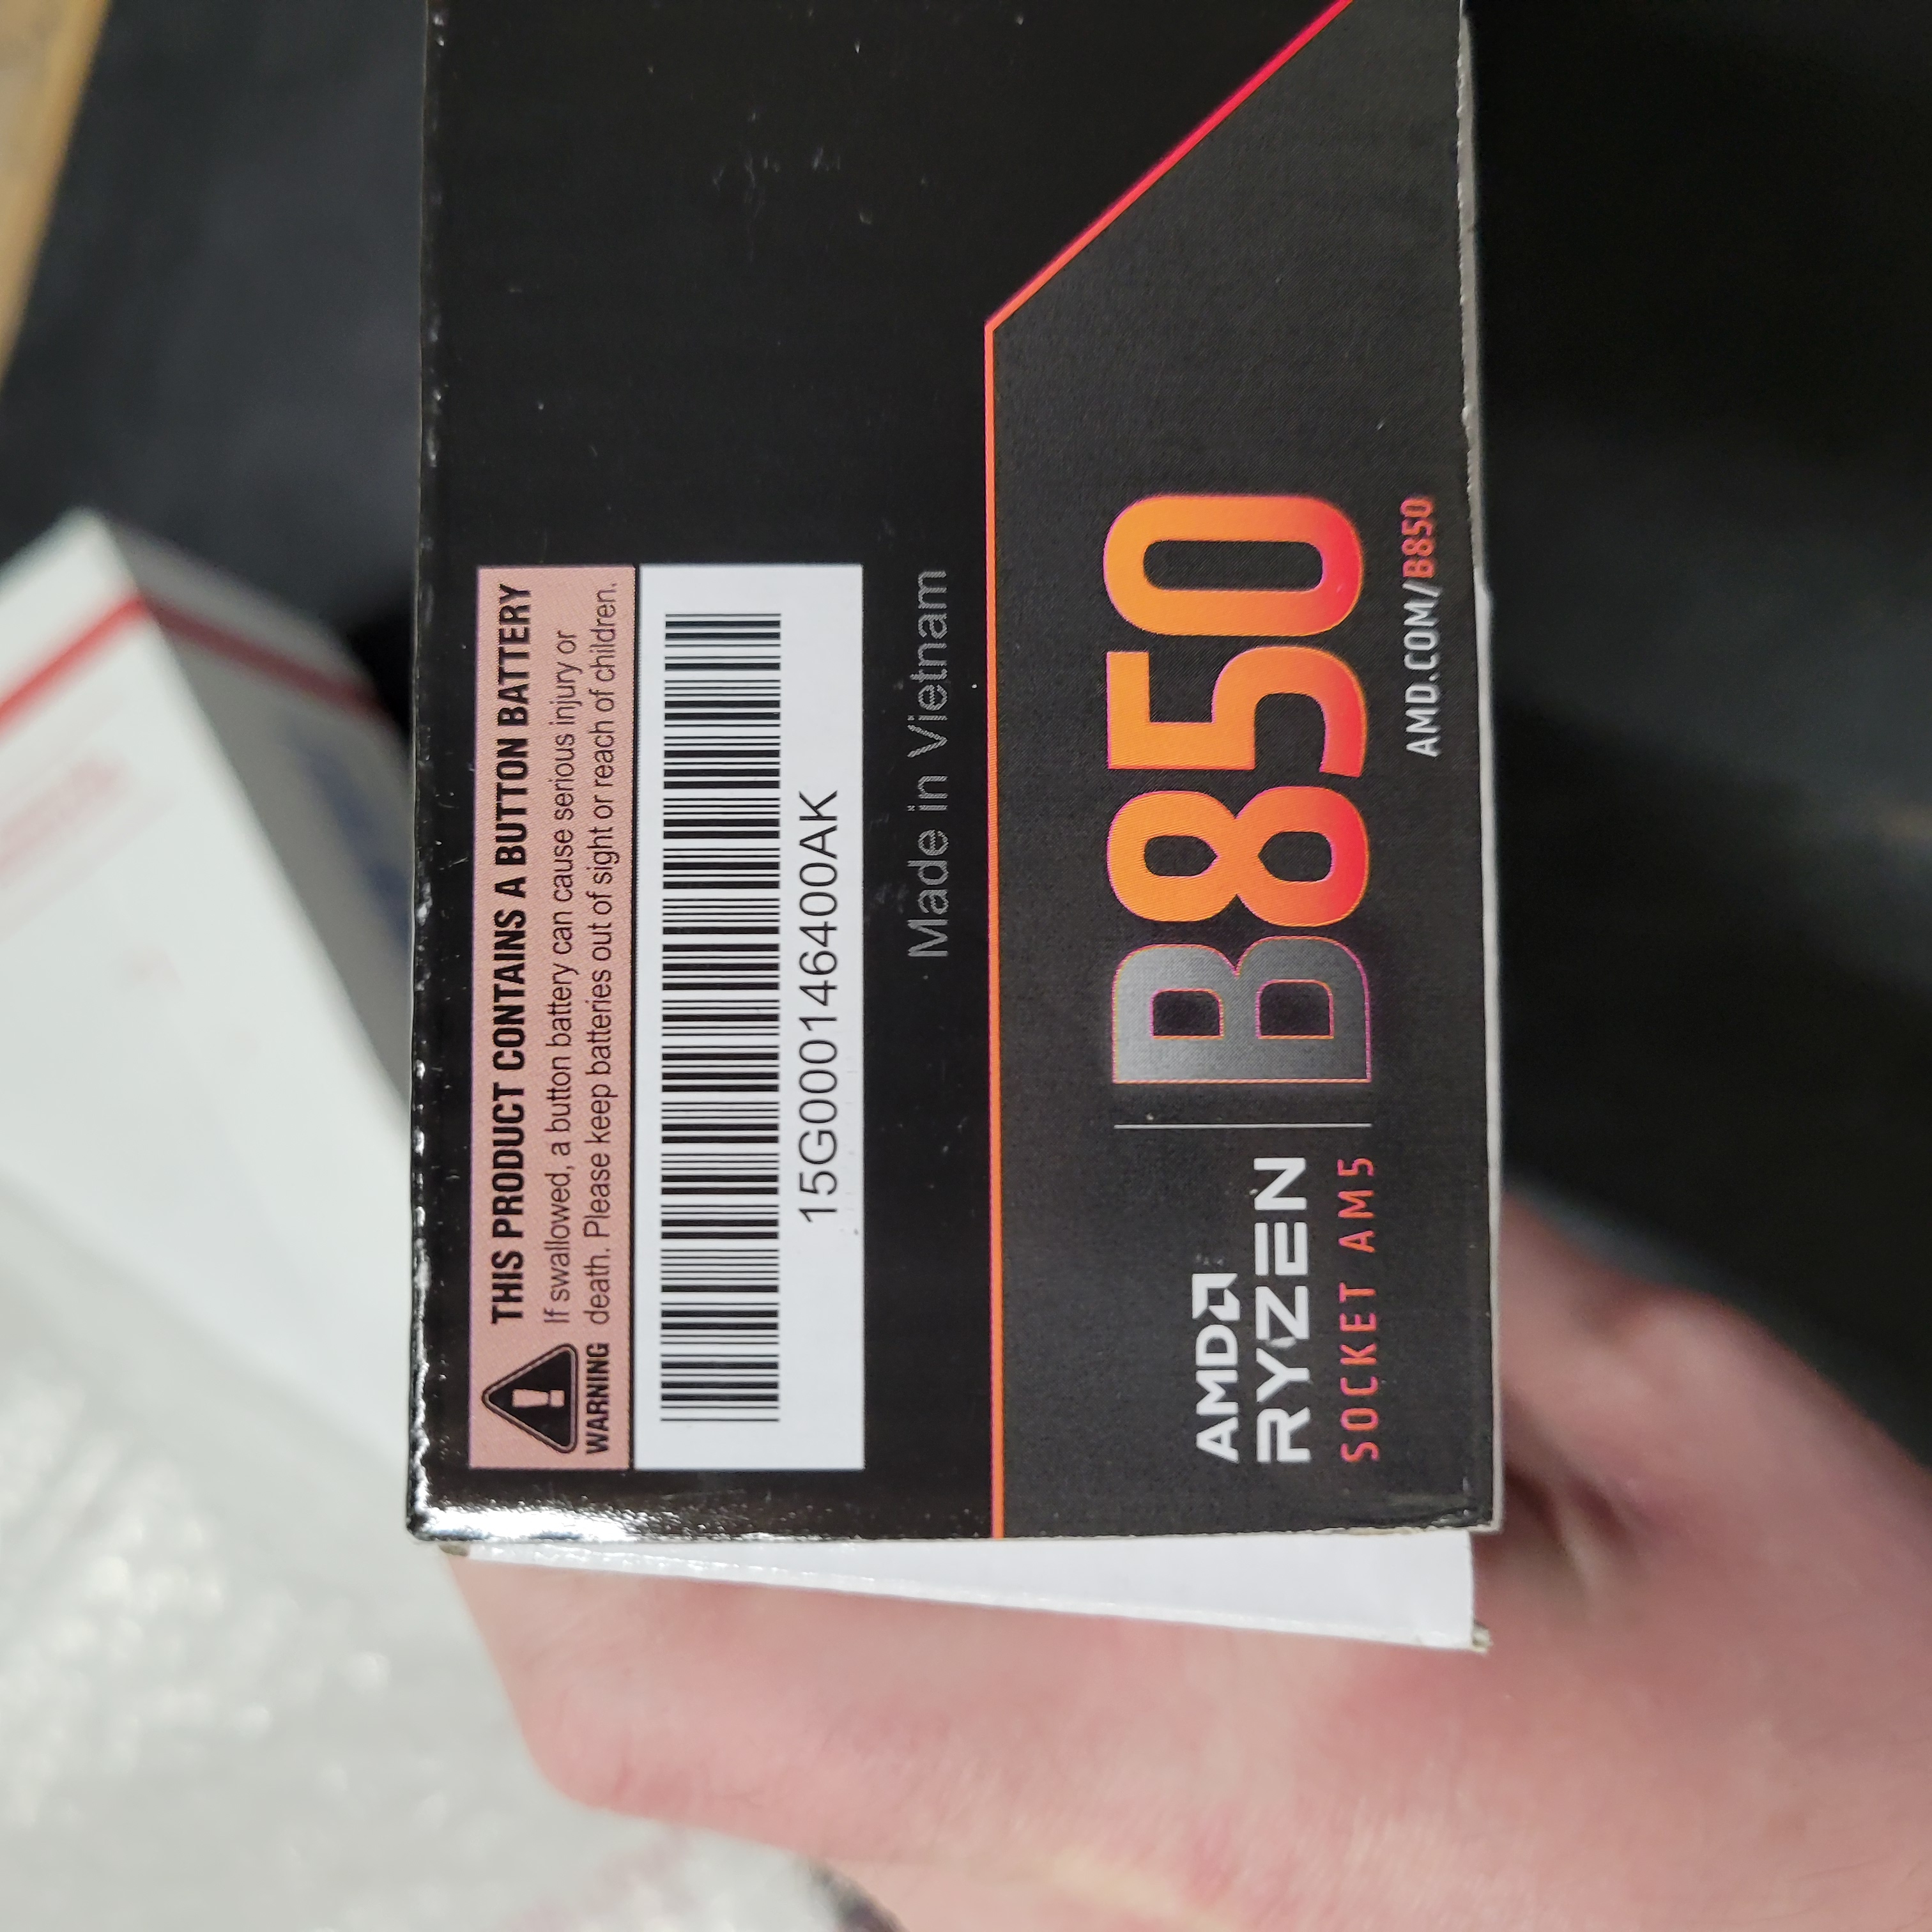 THIS PRODUCT CONTAINS A BUTTON BATTERY
If swallowed, a button battery can cause serious injury or
WARNING death. Please keep batteries out of sight or reach of children.
15G000146400AK
Made in Vietnam
AMD
RYZEN
SOCKET AM5
B850
AMD.COM/B850